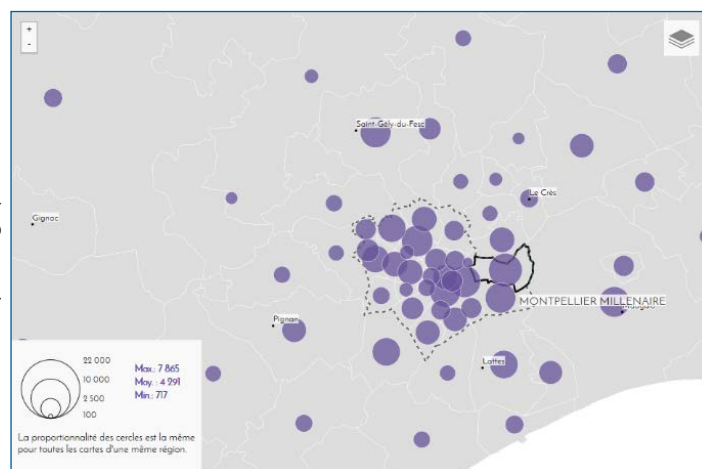 +
-
Saint-Gély-du-Fesc
Le Crès
Gignac
MONTPELLIER MILLENAIRE
Mauguio
Pignan
Lattes
22 000
10 000
2 500
100
Max.: 7 865
Moy. : 4 291
Min.: 717
La proportionnalité des cercles est la même
pour toutes les cartes d'une même région.